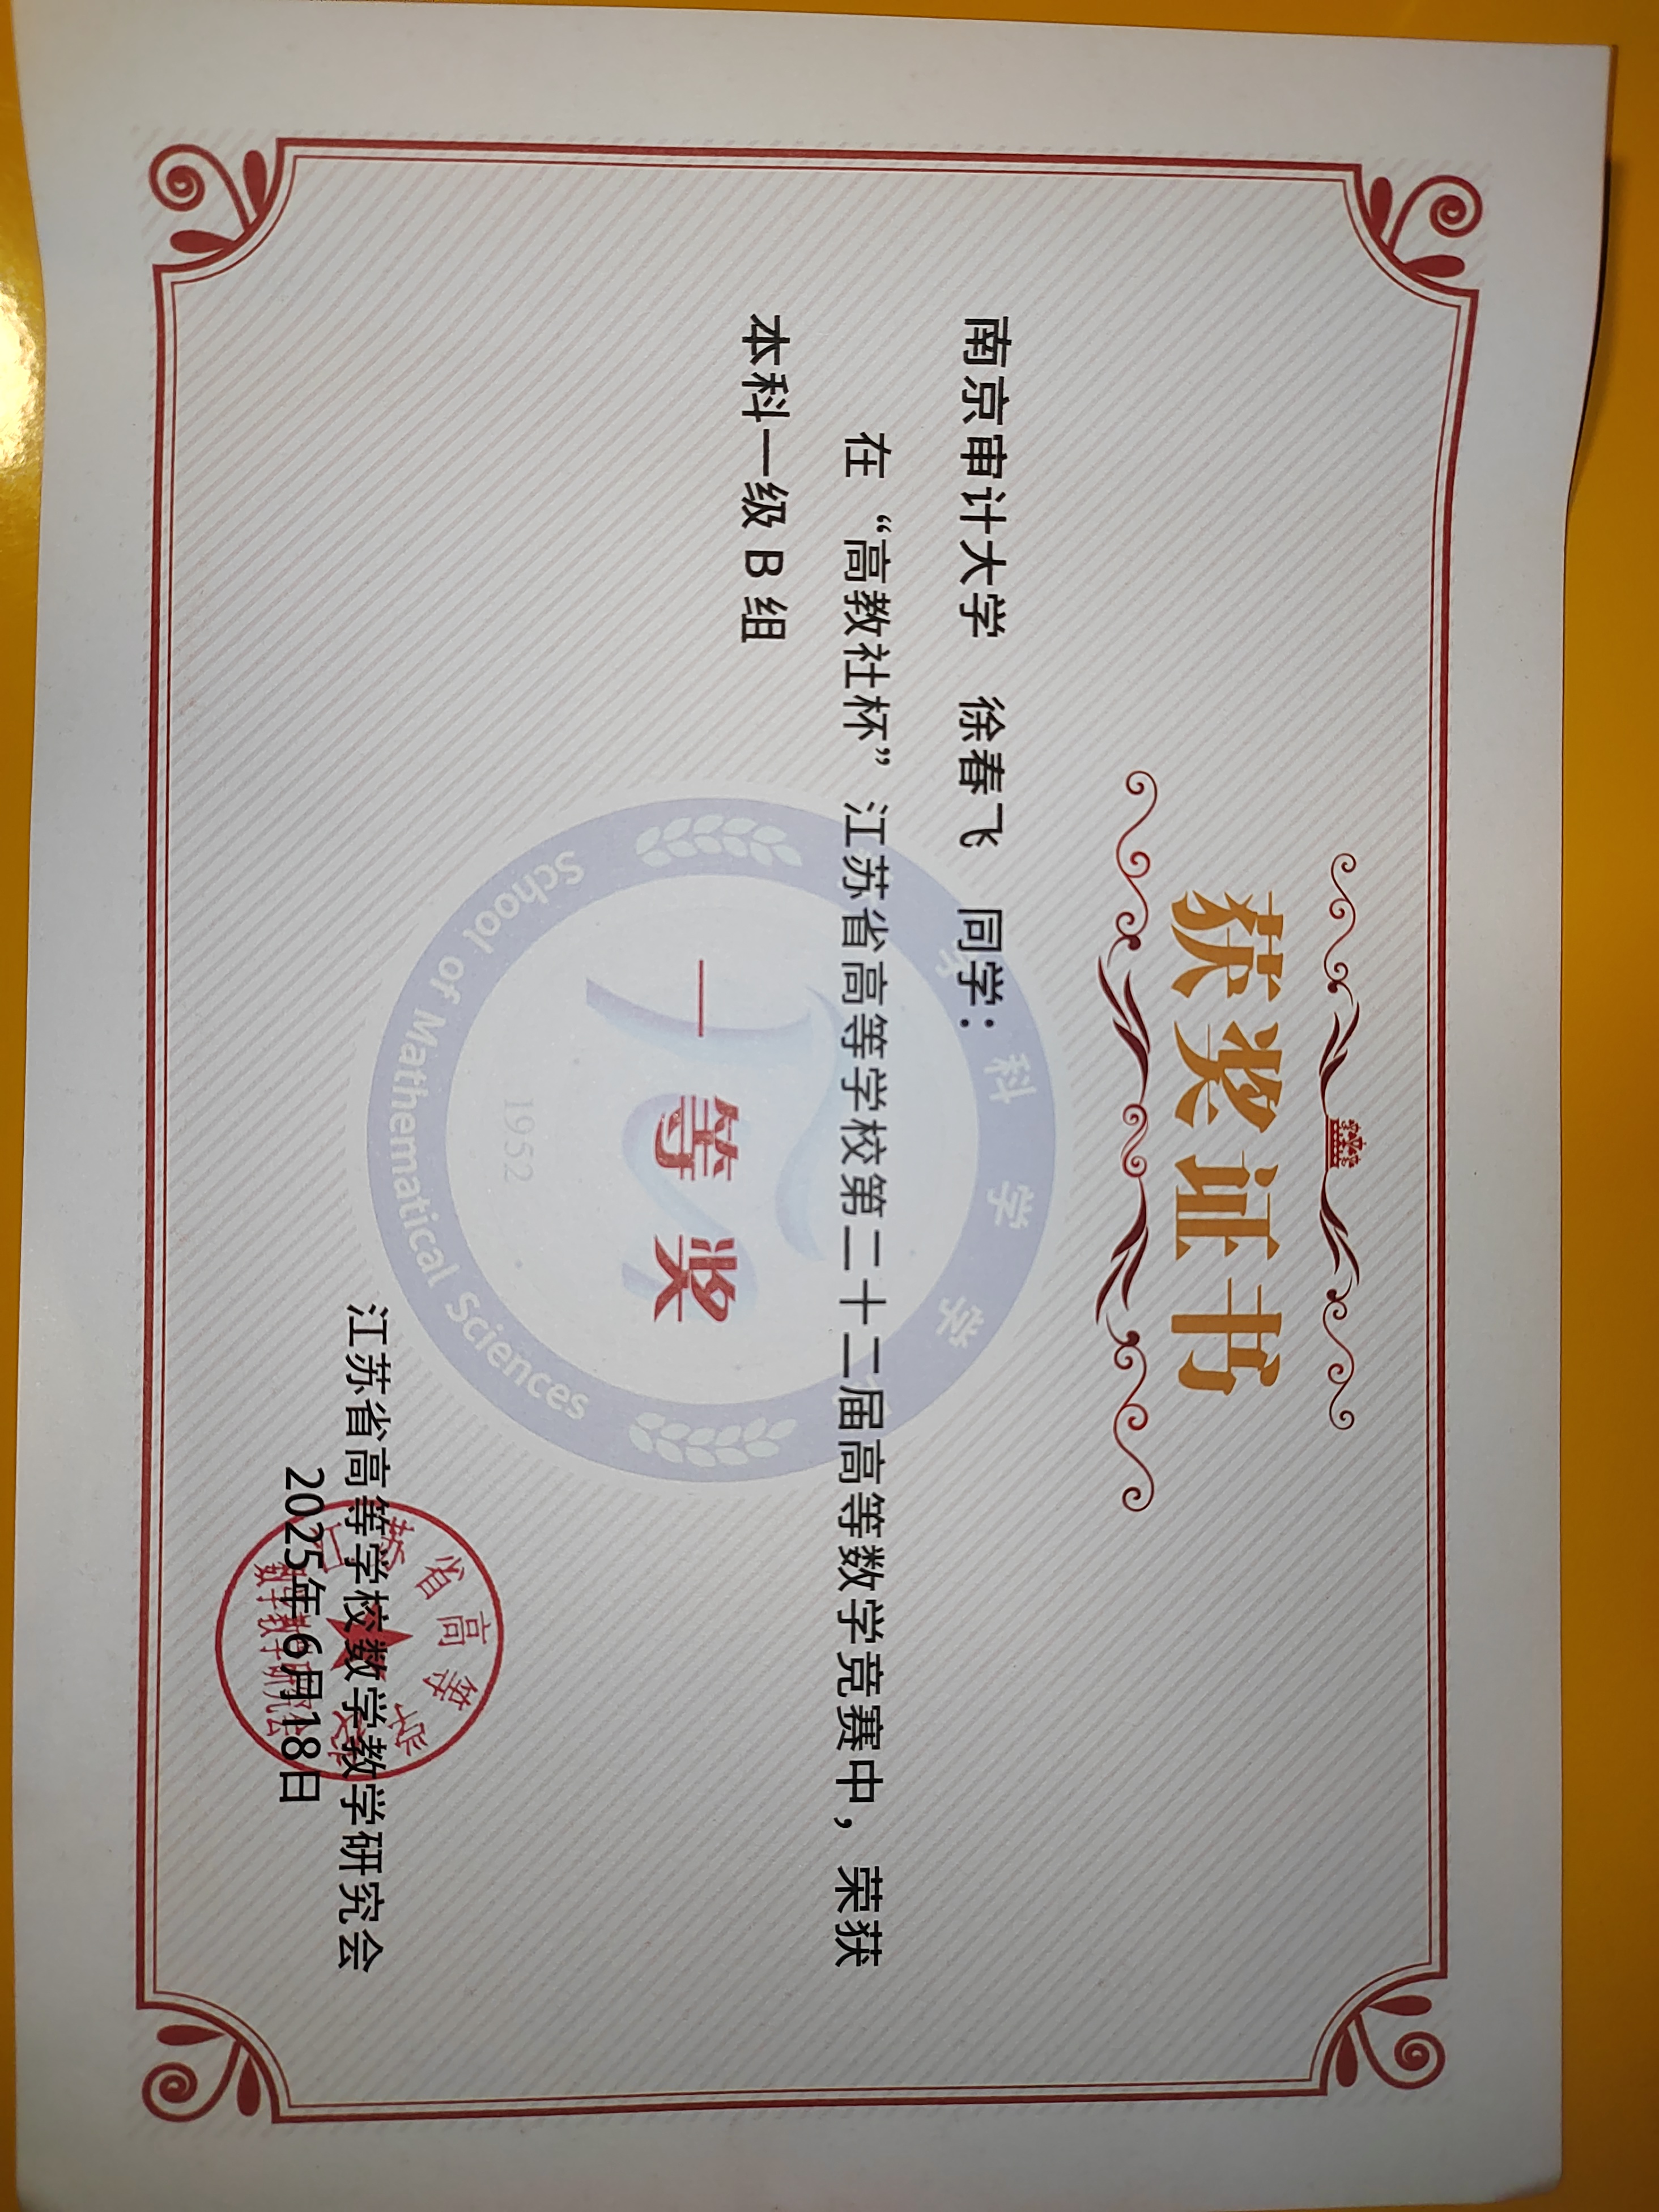 获奖证书
南京审计大学 徐春飞 同学：
在“高教社杯”江苏省高等学校第二十二届高等数学竞赛中，荣获
本科一级 B 组
一等奖
科学学
1952
School of Mathematical Sciences
江苏省高等学校数学教学研究会
2025年 6月18日
江苏省高等学校
数学教学研究会